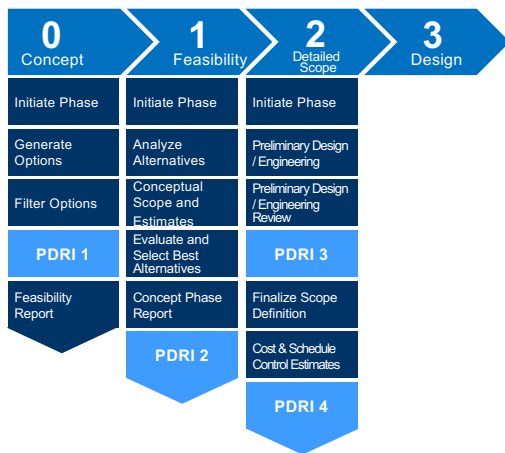 0
Concept
1
Feasibility
2
Detailed
Scope
3
Design
Initiate Phase
Generate
Options
Filter Options
PDRI 1
Feasibility
Report
Initiate Phase
Analyze
Alternatives
Conceptual
Scope and
Estimates
Evaluate and
Select Best
Alternatives
Concept Phase
Report
PDRI 2
Initiate Phase
Preliminary Design
/ Engineering
Preliminary Design
/ Engineering
Review
PDRI 3
Finalize Scope
Definition
Cost & Schedule
Control Estimates
PDRI 4